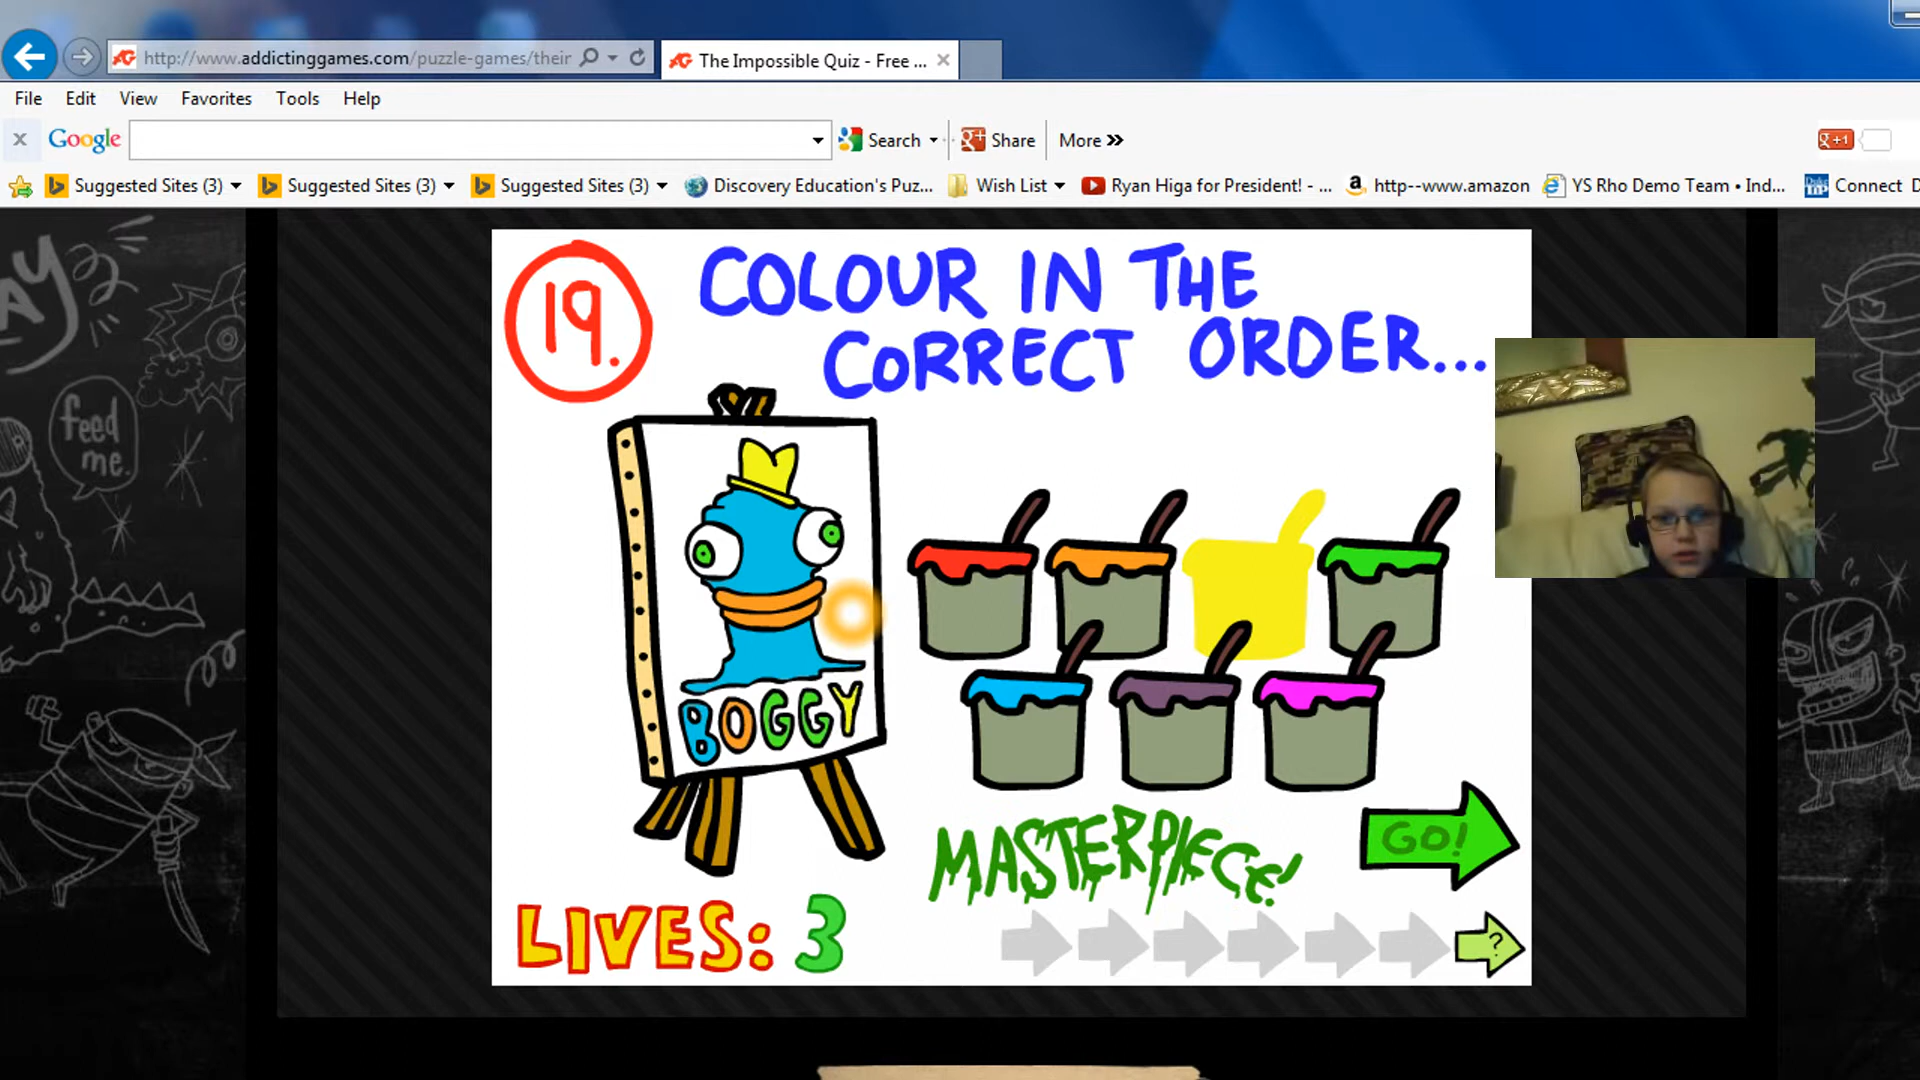 http://www.addictinggames.com/puzzle-games/their
The Impossible Quiz - Free ...
File Edit View Favorites Tools Help
Google Search Share More
g+1
Suggested Sites (3) Suggested Sites (3) Suggested Sites (3) Discovery Education's Puz... Wish List Ryan Higa for President! - ... http--www.amazon YS Rho Demo Team • Ind... Connect D
AY
feed
me.
19.
COLOUR IN THE
CORRECT ORDER...
BOGGY
MASTERPIECE!
GO!
LIVES: 3
?